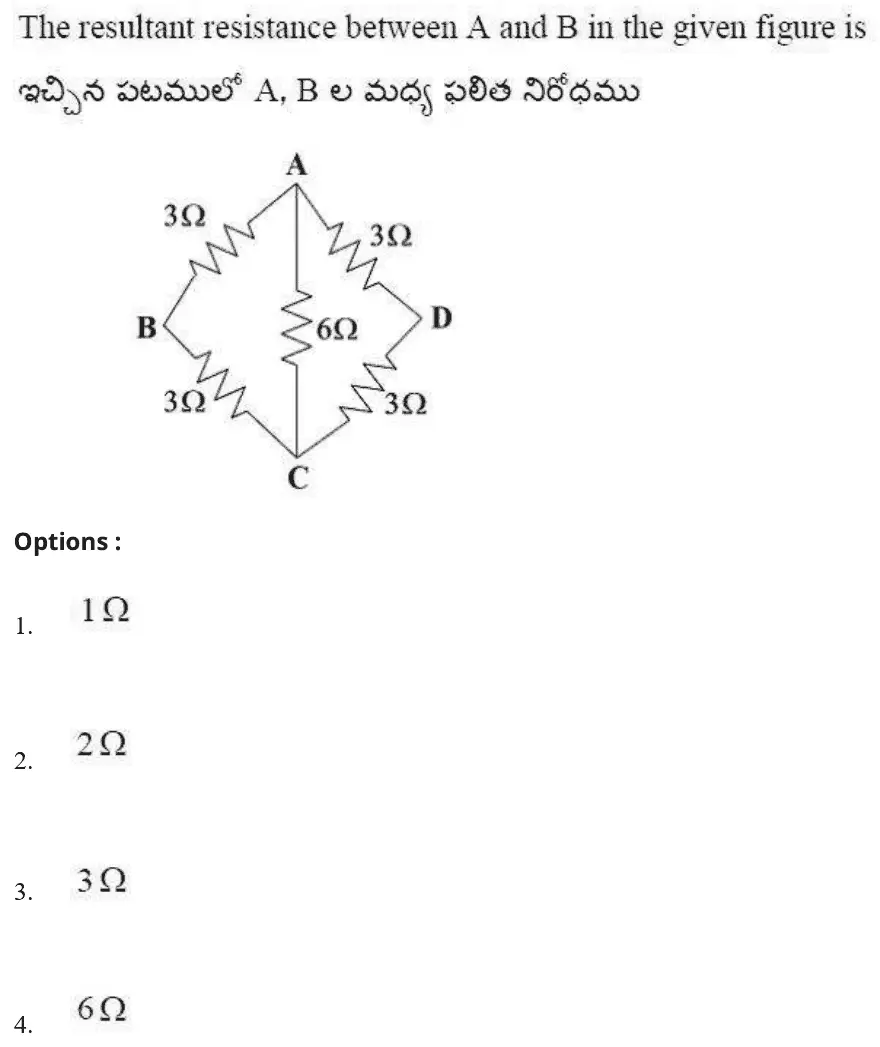 The resultant resistance between A and B in the given figure is
ఇచ్చిన పటములో A, B ల మధ్య ఫలిత నిరోధము
A
3Ω
3Ω
B
6Ω
D
3Ω
3Ω
C
Options :
1. 1Ω
2. 2Ω
3. 3Ω
4. 6Ω